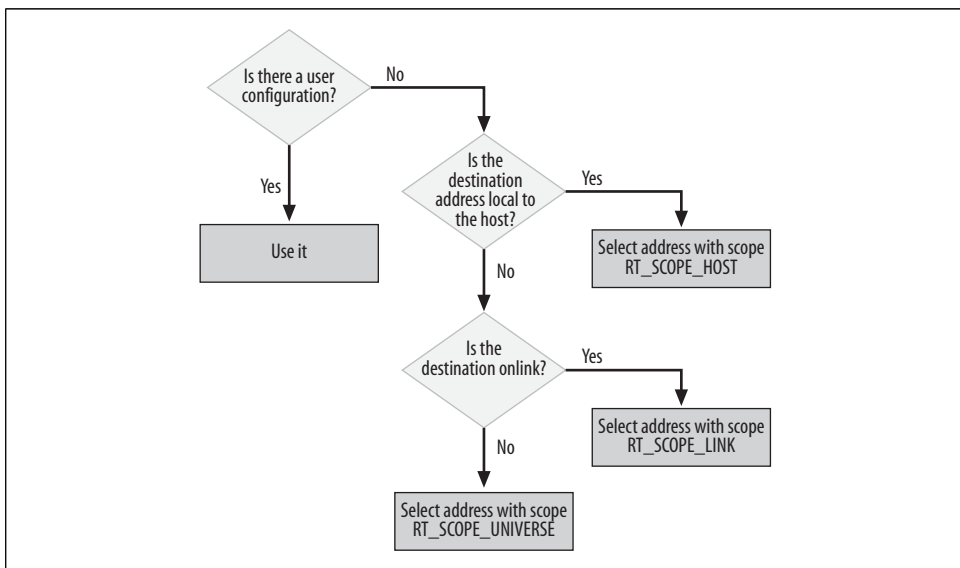 Is there a user
configuration?
No
Yes
Use it
Is the
destination
address local to
the host?
Yes
Select address with scope
RT_SCOPE_HOST
No
Is the
destination onlink?
Yes
Select address with scope
RT_SCOPE_LINK
No
Select address with scope
RT_SCOPE_UNIVERSE